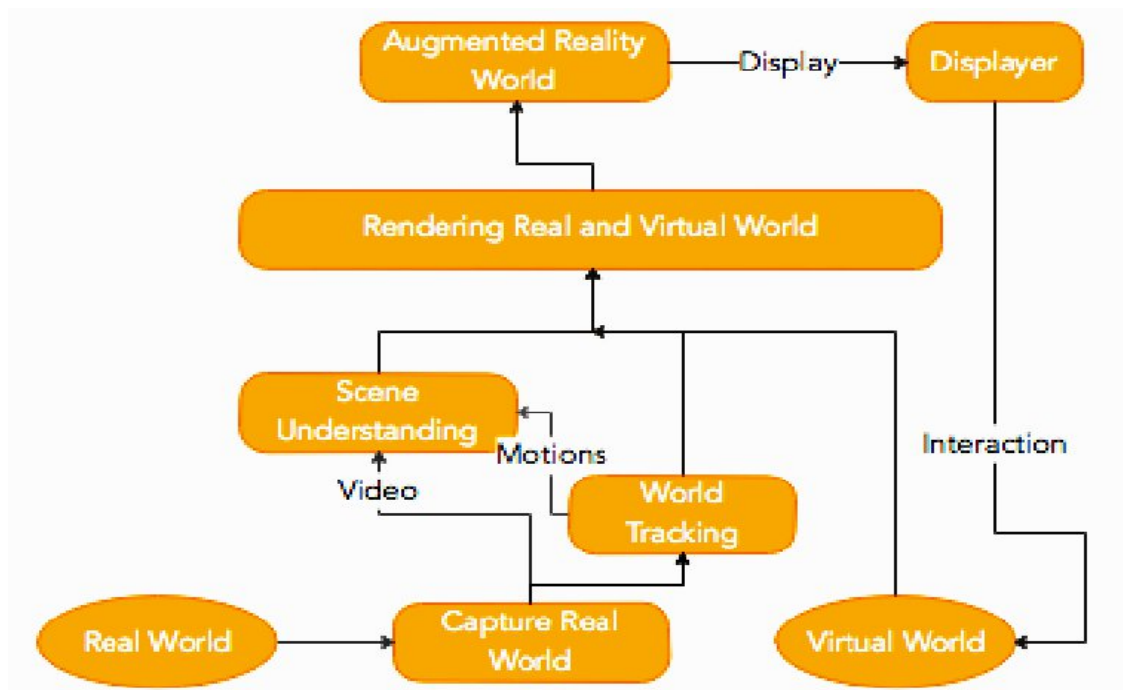 Augmented Reality
World
Display
Displayer
Rendering Real and Virtual World
Scene
Understanding
Motions
Interaction
Video
World
Tracking
Real World
Capture Real
World
Virtual World